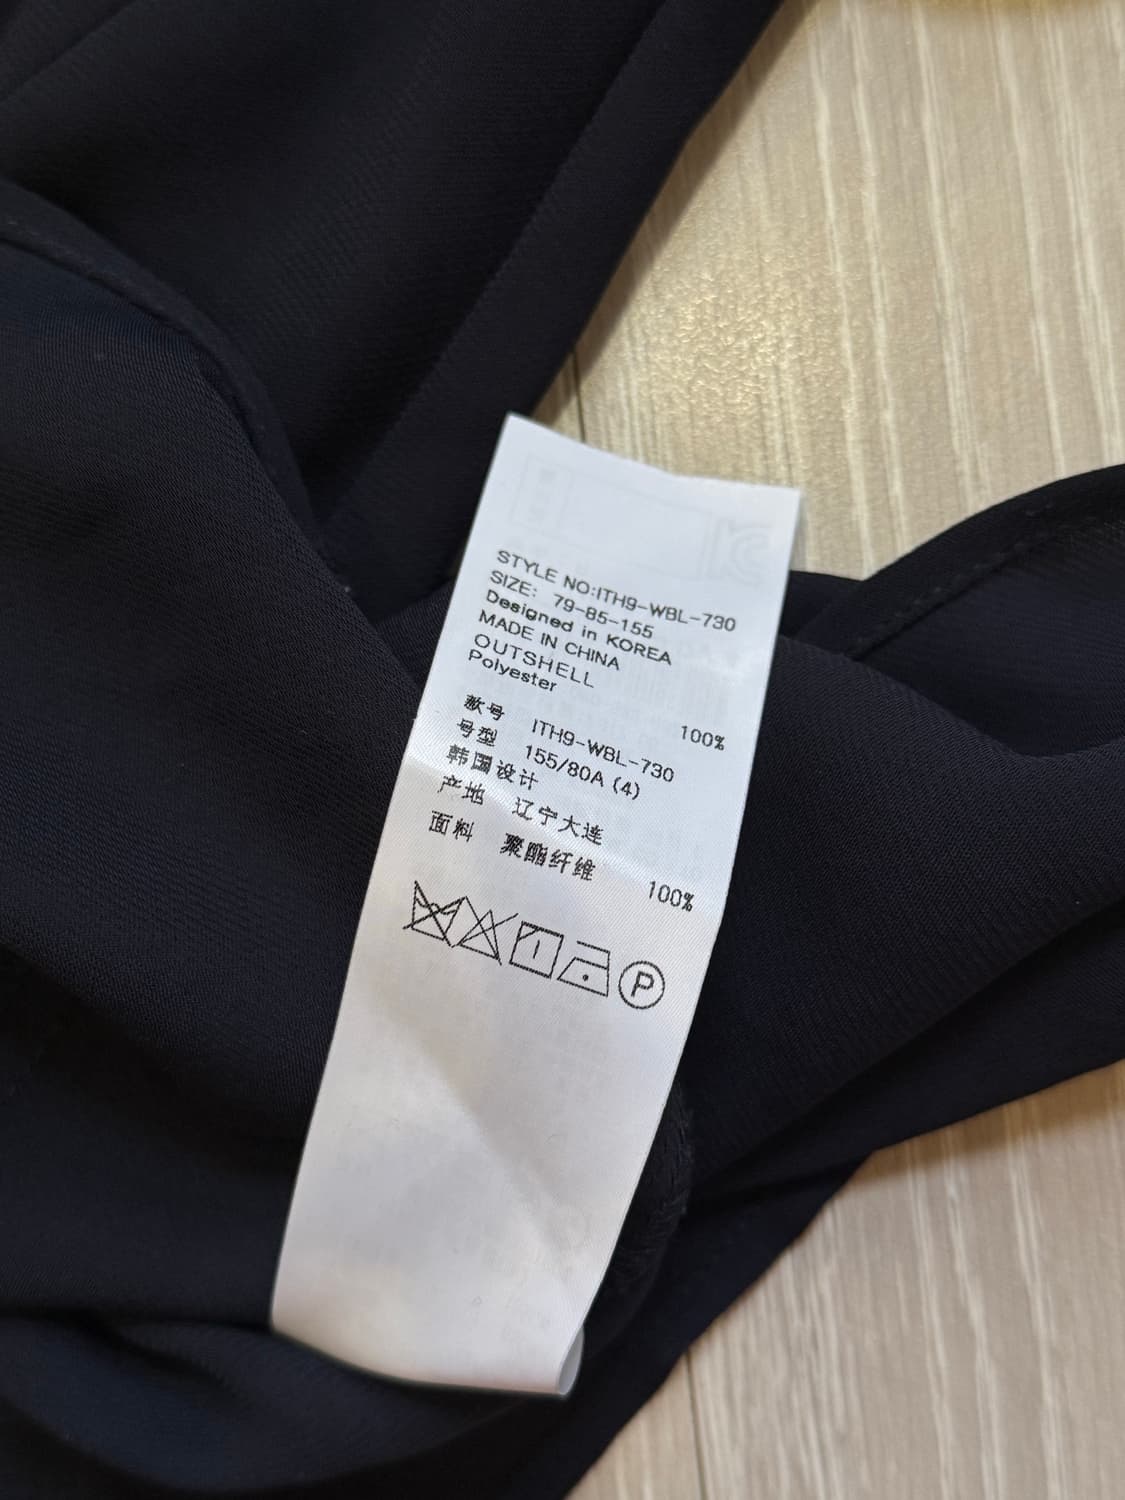 STYLE NO:ITH9-WBL-730
SIZE: 79-85-155
Designed in KOREA
MADE IN CHINA
OUTSHELL
Polyester 100%
款号 ITH9-WBL-730
号型 155/80A (4)
韩国设计
产地 辽宁大连
面料 聚酯纤维 100%
P